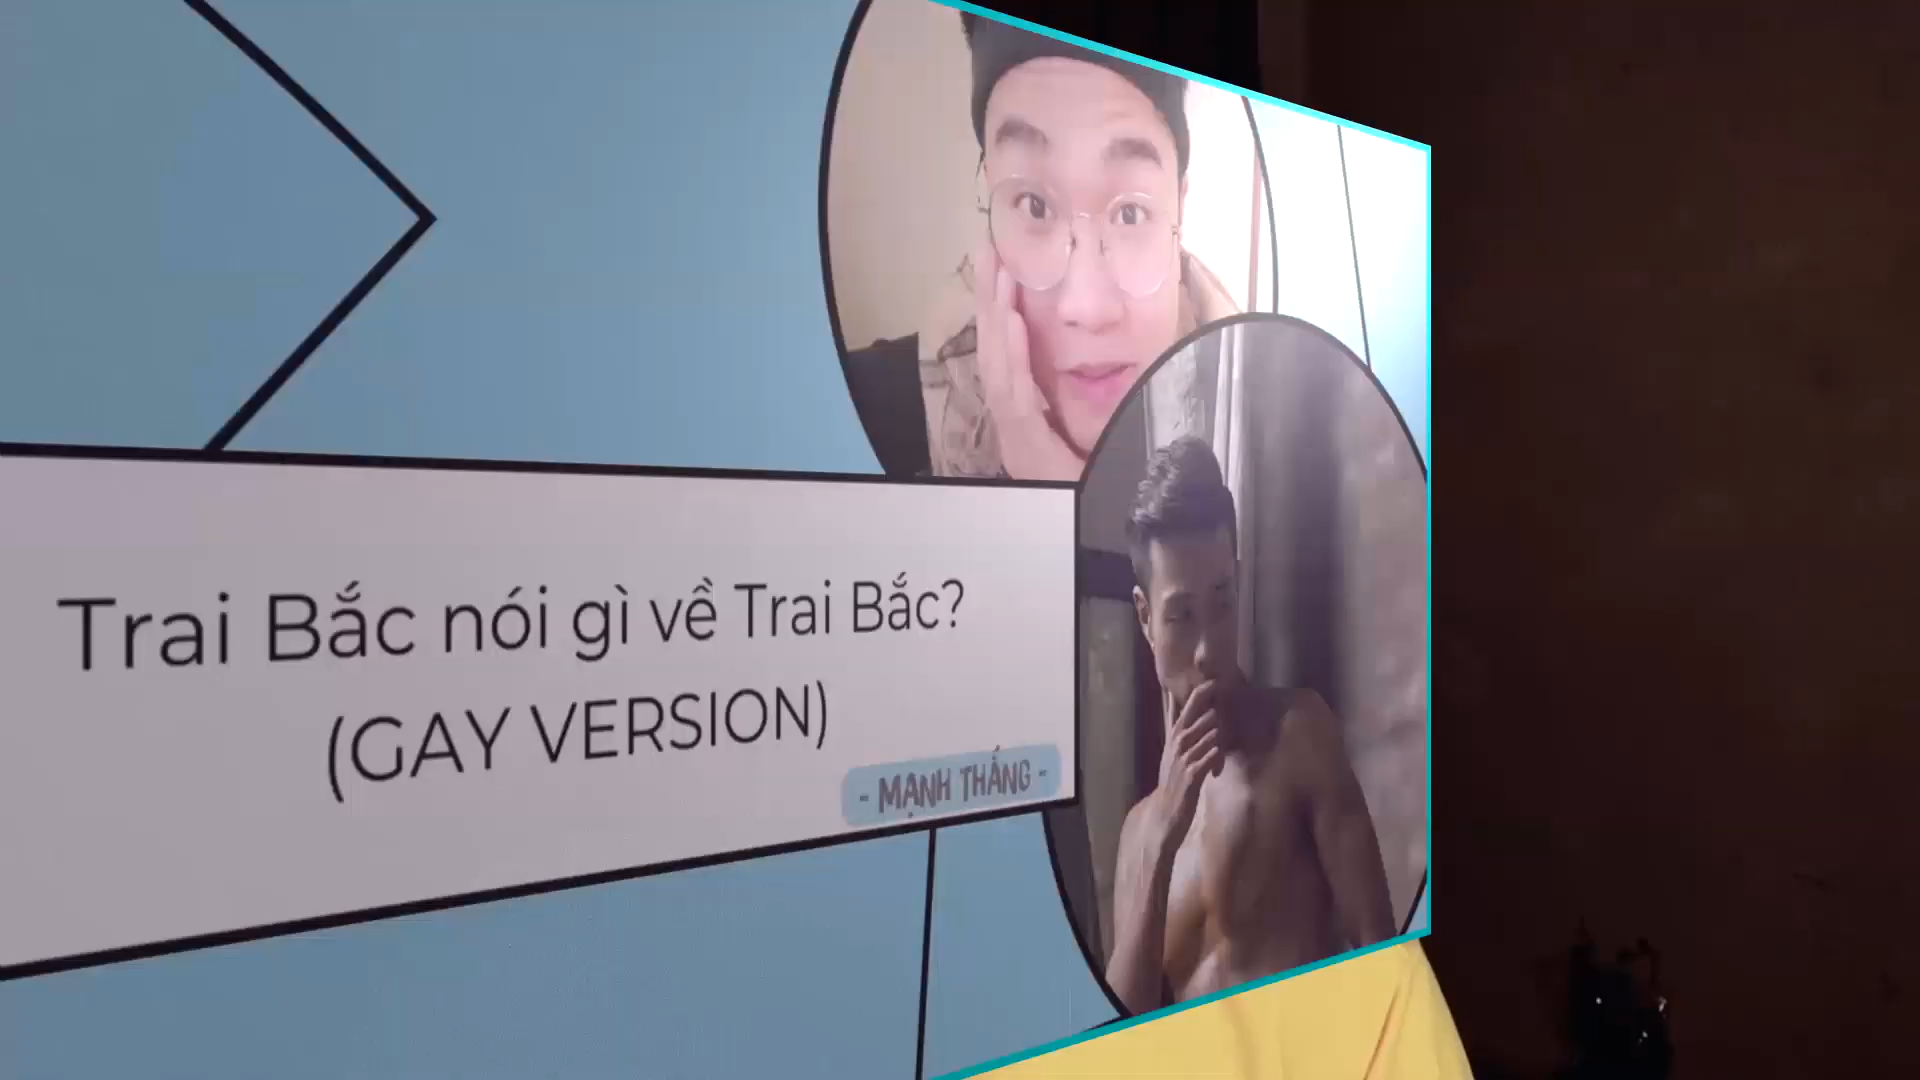 Trai Bắc nói gì về Trai Bắc?
(GAY VERSION)
- MẠNH THẮNG -